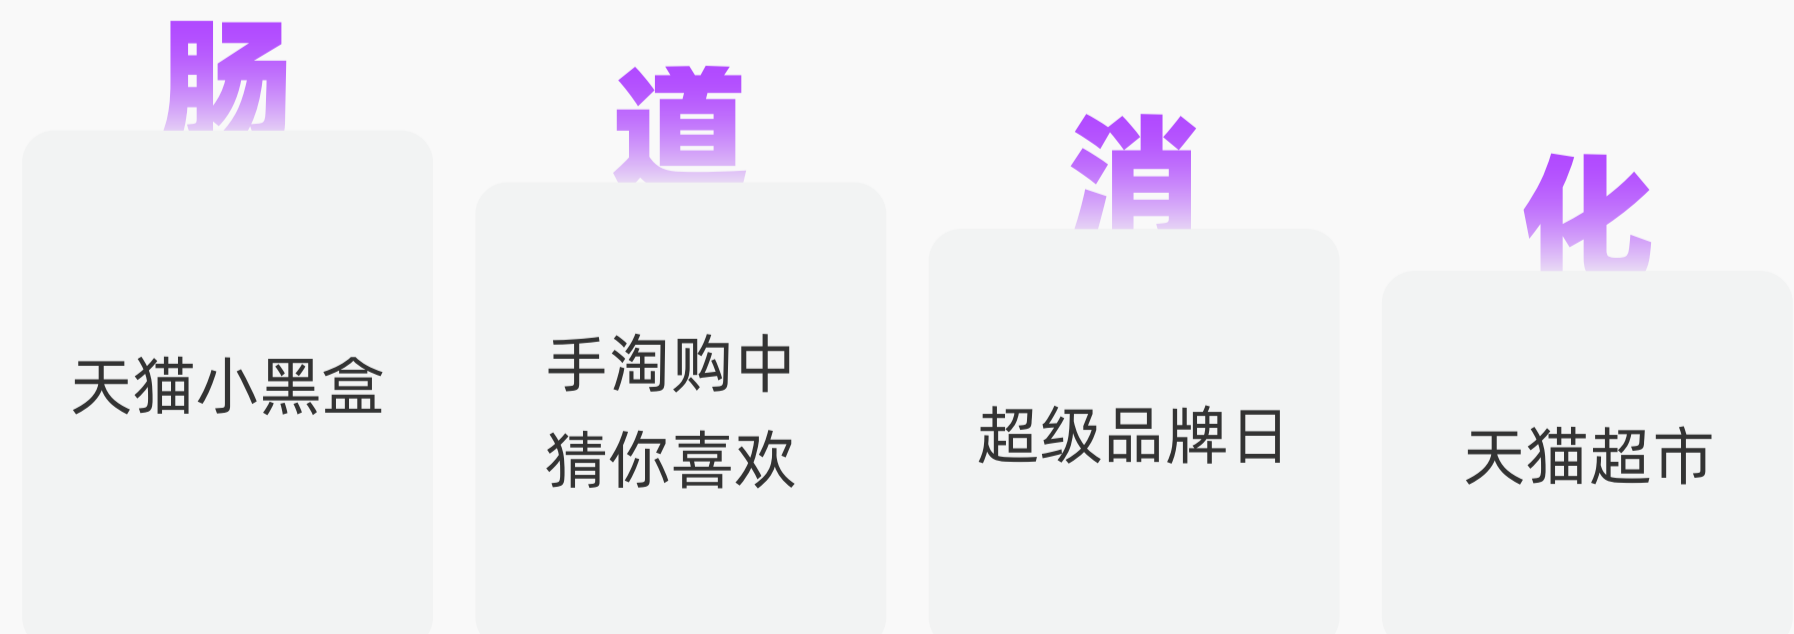 肠
道
消
化
天猫小黑盒
手淘购中
猜你喜欢
超级品牌日
天猫超市